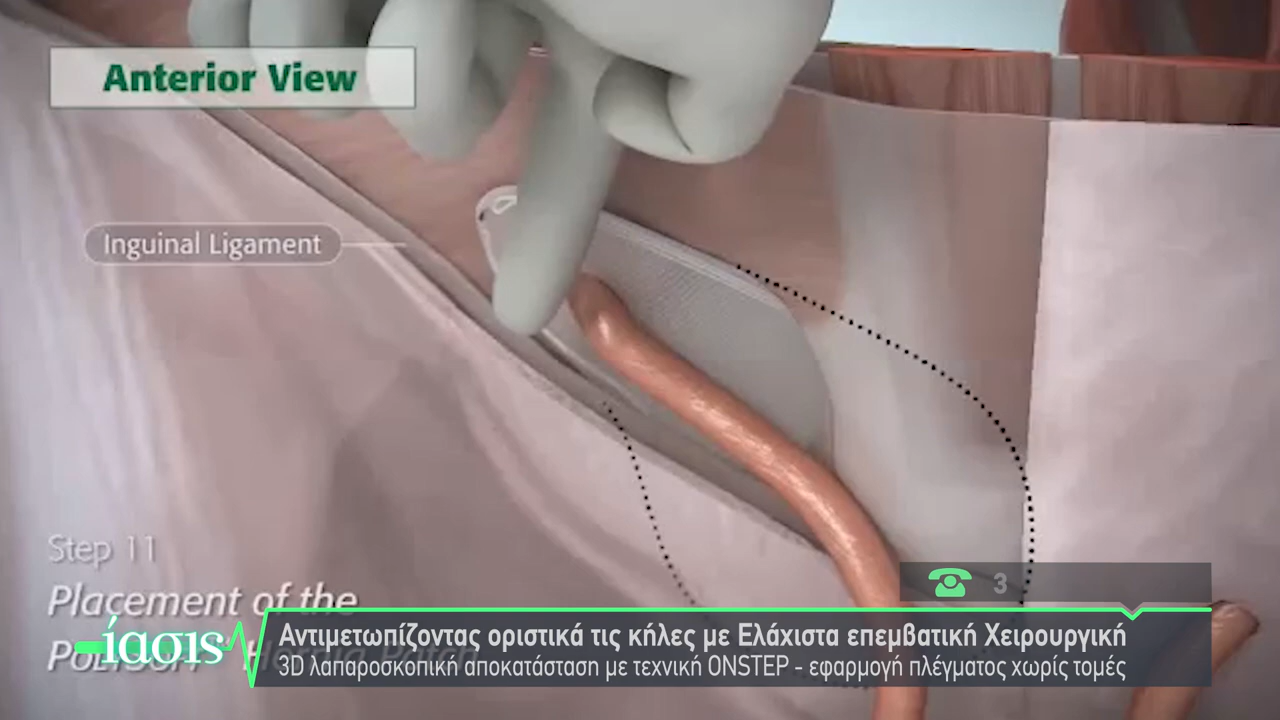 Anterior View
Inguinal Ligament
Step 11
Placement of the
3
ίασις
Αντιμετωπίζοντας οριστικά τις κήλες με Ελάχιστα επεμβατική Χειρουργική
3D λαπαροσκοπική αποκατάσταση με τεχνική ONSTEP - εφαρμογή πλέγματος χωρίς τομές